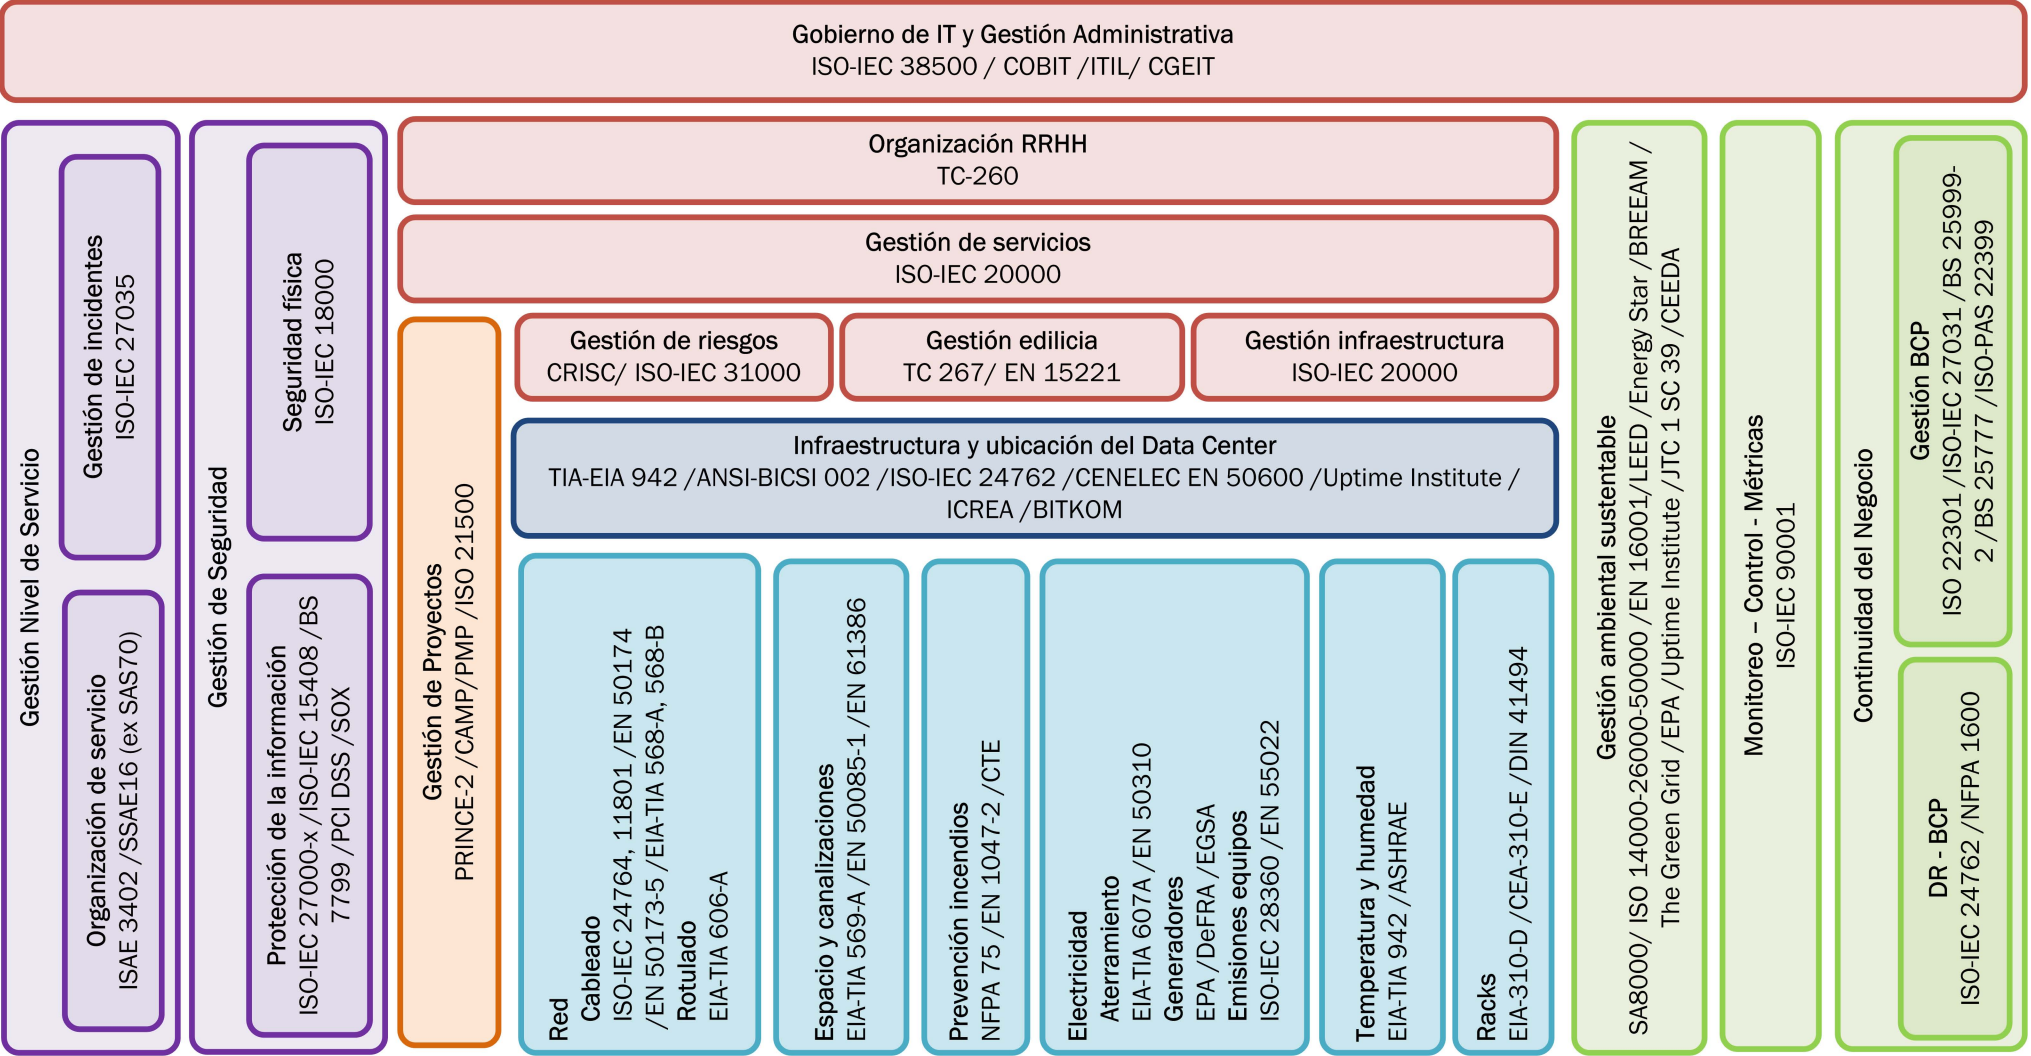 Gobierno de IT y Gestión Administrativa
ISO-IEC 38500 / COBIT /ITIL/ CGEIT
Gestión Nivel de Servicio
Gestión de incidentes
ISO-IEC 27035
Organización de servicio
ISAE 3402 /SSAE16 (ex SAS70)
Gestión de Seguridad
Seguridad física
ISO-IEC 18000
Protección de la información
ISO-IEC 27000-x /ISO-IEC 15408 /BS
7799 /PCI DSS /SOX
Organización RRHH
TC-260
Gestión de servicios
ISO-IEC 20000
Gestión de Proyectos
PRINCE-2 /CAMP/PMP /ISO 21500
Gestión de riesgos
CRISC/ ISO-IEC 31000
Gestión edilicia
TC 267/ EN 15221
Gestión infraestructura
ISO-IEC 20000
Infraestructura y ubicación del Data Center
TIA-EIA 942 /ANSI-BICSI 002 /ISO-IEC 24762 /CENELEC EN 50600 /Uptime Institute /
ICREA /BITKOM
Red
Cableado
ISO-IEC 24764, 11801 /EN 50174
/EN 50173-5 /EIA-TIA 568-A, 568-B
Rotulado
EIA-TIA 606-A
Espacio y canalizaciones
EIA-TIA 569-A /EN 50085-1 /EN 61386
Prevención incendios
NFPA 75 /EN 1047-2 /CTE
Electricidad
Aterramiento
EIA-TIA 607A /EN 50310
Generadores
EPA /DeFRA /EGSA
Emisiones equipos
ISO-IEC 28360 /EN 55022
Temperatura y humedad
EIA-TIA 942 /ASHRAE
Racks
EIA-310-D /CEA-310-E /DIN 41494
Gestión ambiental sustentable
SA8000/ ISO 14000-26000-50000 /EN 16001/LEED /Energy Star /BREEAM /
The Green Grid /EPA /Uptime Institute /JTC 1 SC 39 /CEEDA
Monitoreo – Control - Métricas
ISO-IEC 90001
Continuidad del Negocio
Gestión BCP
ISO 22301 /ISO-IEC 27031 /BS 25999-
2 /BS 25777 /ISO-PAS 22399
DR - BCP
ISO-IEC 24762 /NFPA 1600